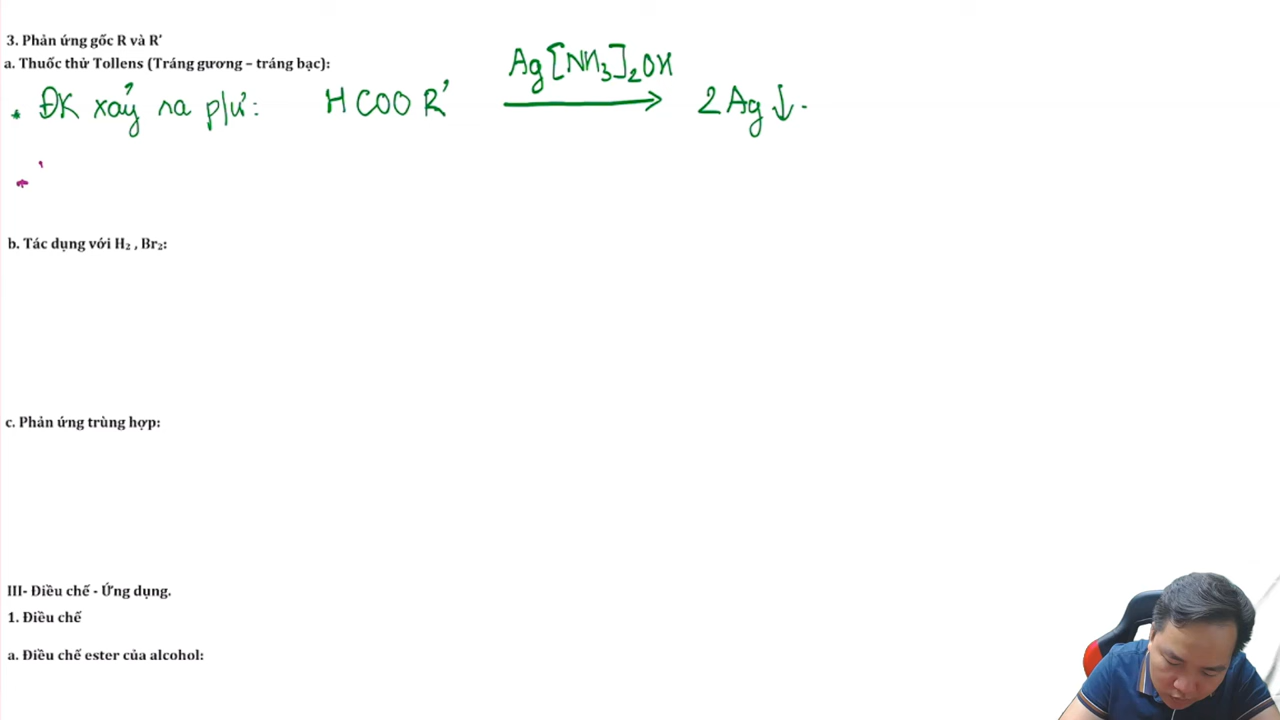 3. Phản ứng gốc R và R’
a. Thuốc thử Tollens (Tráng gương – tráng bạc):
* ĐK xảy ra p/ư: HCOOR' Ag[NH₃]₂OH → 2Ag↓.
b. Tác dụng với H₂ , Br₂:
c. Phản ứng trùng hợp:
III- Điều chế - Ứng dụng.
1. Điều chế
a. Điều chế ester của alcohol: